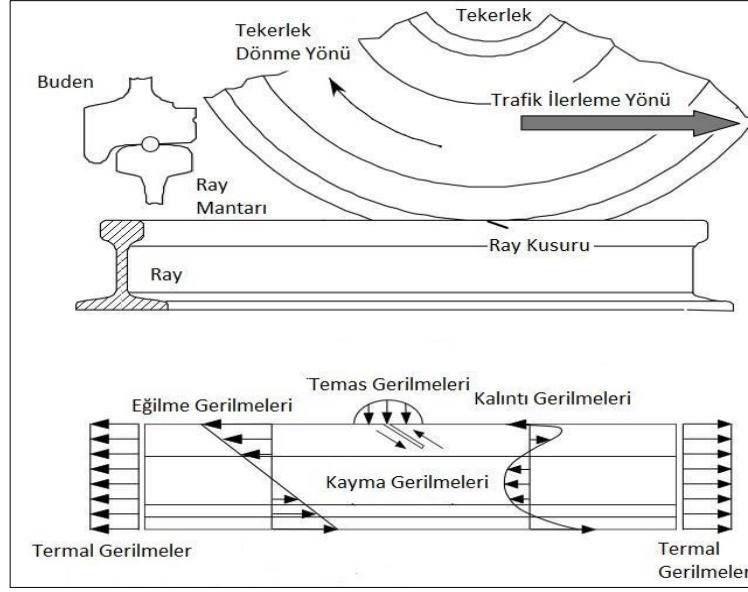 Tekerlek
Tekerlek
Dönme Yönü
Buden
Trafik İlerleme Yönü
Ray
Mantarı
Ray Kusuru
Ray
Temas Gerilmeleri
Eğilme Gerilmeleri
Kalıntı Gerilmeleri
Kayma Gerilmeleri
Termal Gerilmeler
Termal
Gerilmeler